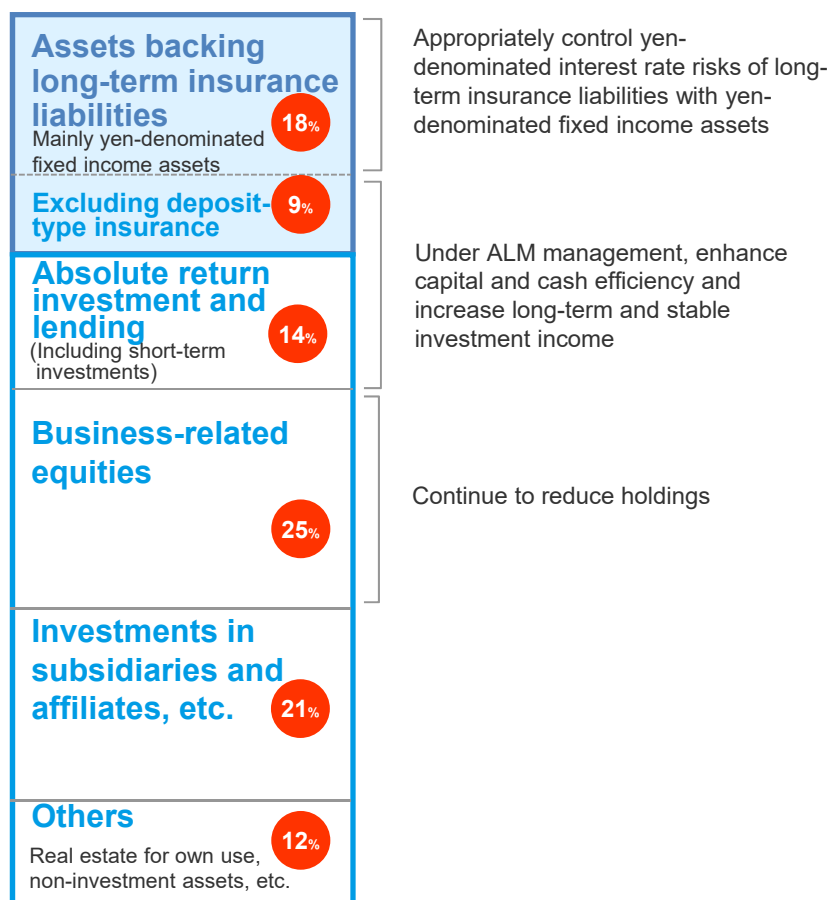 Assets backing
long-term insurance
liabilities
18%
Mainly yen-denominated
fixed income assets
Appropriately control yen-
denominated interest rate risks of long-
term insurance liabilities with yen-
denominated fixed income assets
Excluding deposit-
type insurance
9%
Absolute return
investment and
lending
14%
(Including short-term
investments)
Under ALM management, enhance
capital and cash efficiency and
increase long-term and stable
investment income
Business-related
equities
25%
Continue to reduce holdings
Investments in
subsidiaries and
affiliates, etc.
21%
Others
12%
Real estate for own use,
non-investment assets, etc.